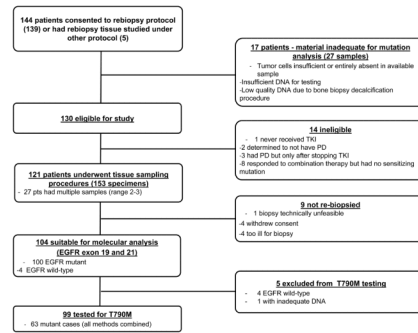 144 patients consented to rebiopsy protocol
(139) or had rebiopsy tissue studied under
other protocol (5)
17 patients - material inadequate for mutation
analysis (27 samples)
- Tumor cells insufficient or entirely absent in available
sample
-Insufficient DNA for testing
-Low quality DNA due to bone biopsy decalcification
procedure
130 eligible for study
14 ineligible
- 1 never received TKI
-2 determined to not have PD
-3 had PD but only after stopping TKI
-8 responded to combination therapy but had no sensitizing
mutation
121 patients underwent tissue sampling
procedures (153 specimens)
- 27 pts had multiple samples (range 2-3)
9 not re-biopsied
- 1 biopsy technically unfeasible
-4 withdrew consent
-4 too ill for biopsy
104 suitable for molecular analysis
(EGFR exon 19 and 21)
- 100 EGFR mutant
-4 EGFR wild-type
5 excluded from T790M testing
- 4 EGFR wild-type
- 1 with inadequate DNA
99 tested for T790M
- 63 mutant cases (all methods combined)